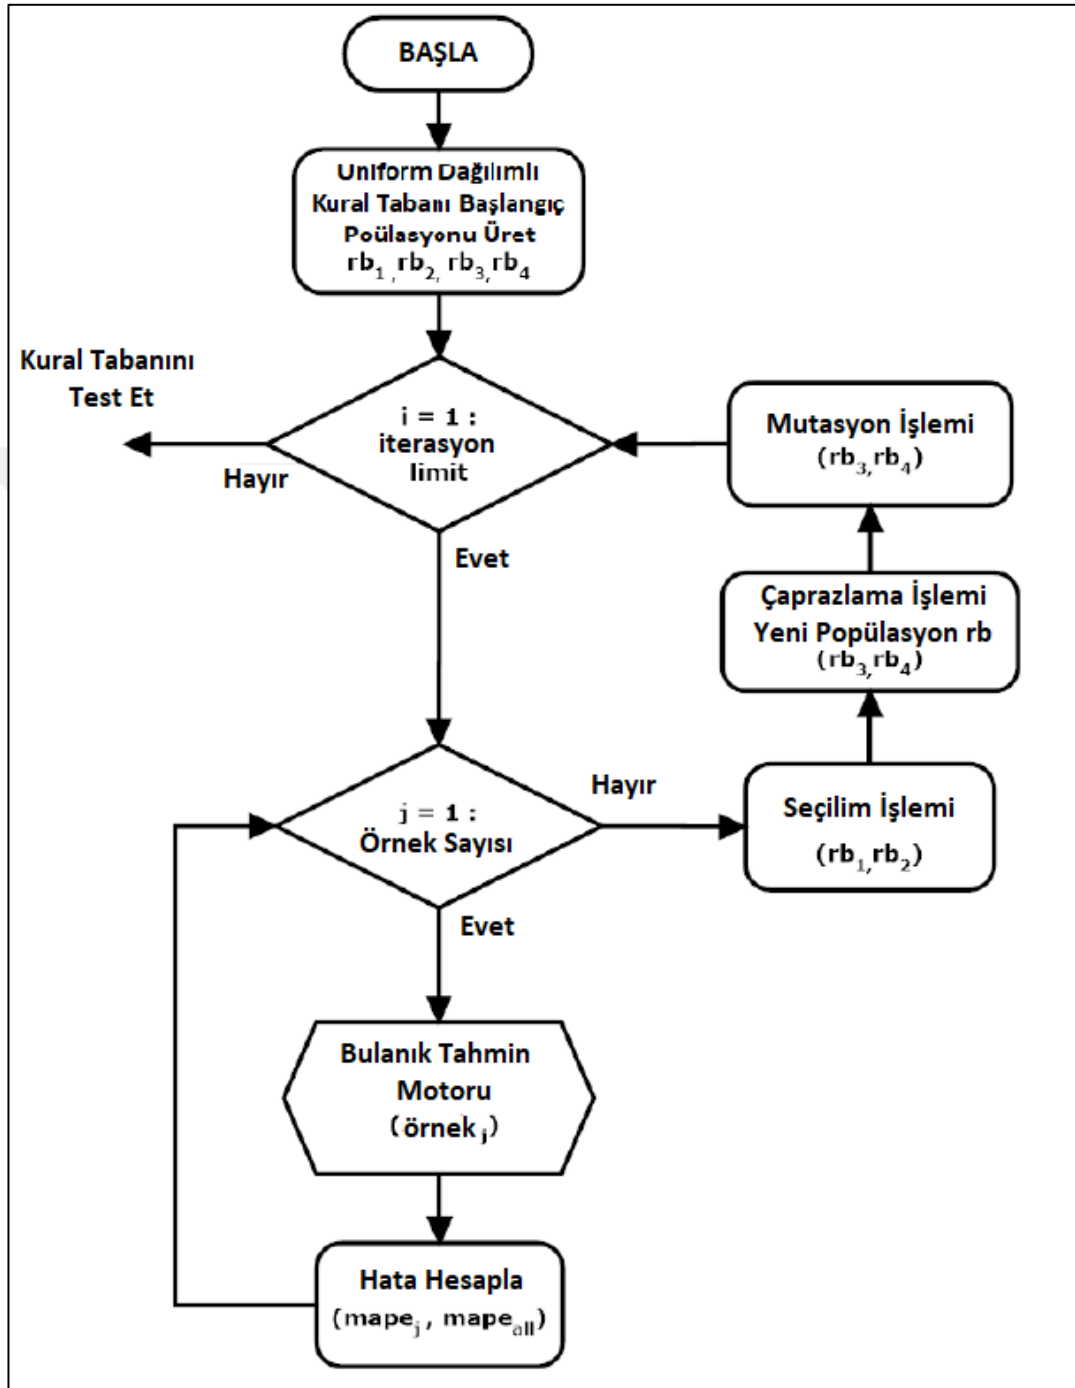 BAŞLA
Uniform Dağılımlı
Kural Tabanı Başlangıç
Poülasyonu Üret
rb1, rb2, rb3, rb4
Kural Tabanını
Test Et
i = 1 :
iterasyon
limit
Hayır
Evet
Mutasyon İşlemi
(rb3, rb4)
Çaprazlama İşlemi
Yeni Popülasyon rb
(rb3, rb4)
Seçilim İşlemi
(rb1, rb2)
j = 1 :
Örnek Sayısı
Hayır
Evet
Bulanık Tahmin
Motoru
(örnek j)
Hata Hesapla
(mapej, mapeall)